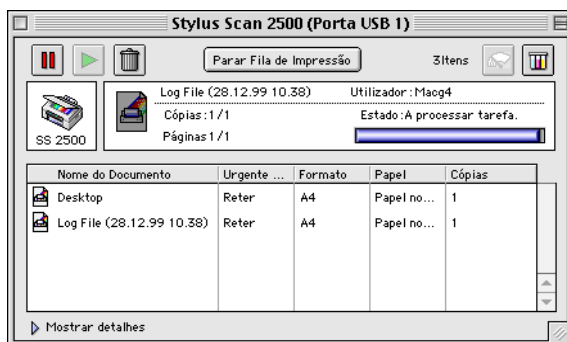 Stylus Scan 2500 (Porta USB 1)
Parar Fila de Impressão
3Itens
Log File (28.12.99 10.38) Utilizador :Macg4
Cópias :1/1 Estado :A processar tarefa.
SS 2500 Páginas 1/1
Nome do Documento Urgente ... Formato Papel Cópias
Desktop Reter A4 Papel no... 1
Log File (28.12.99 10.38) Reter A4 Papel no... 1
Mostrar detalhes